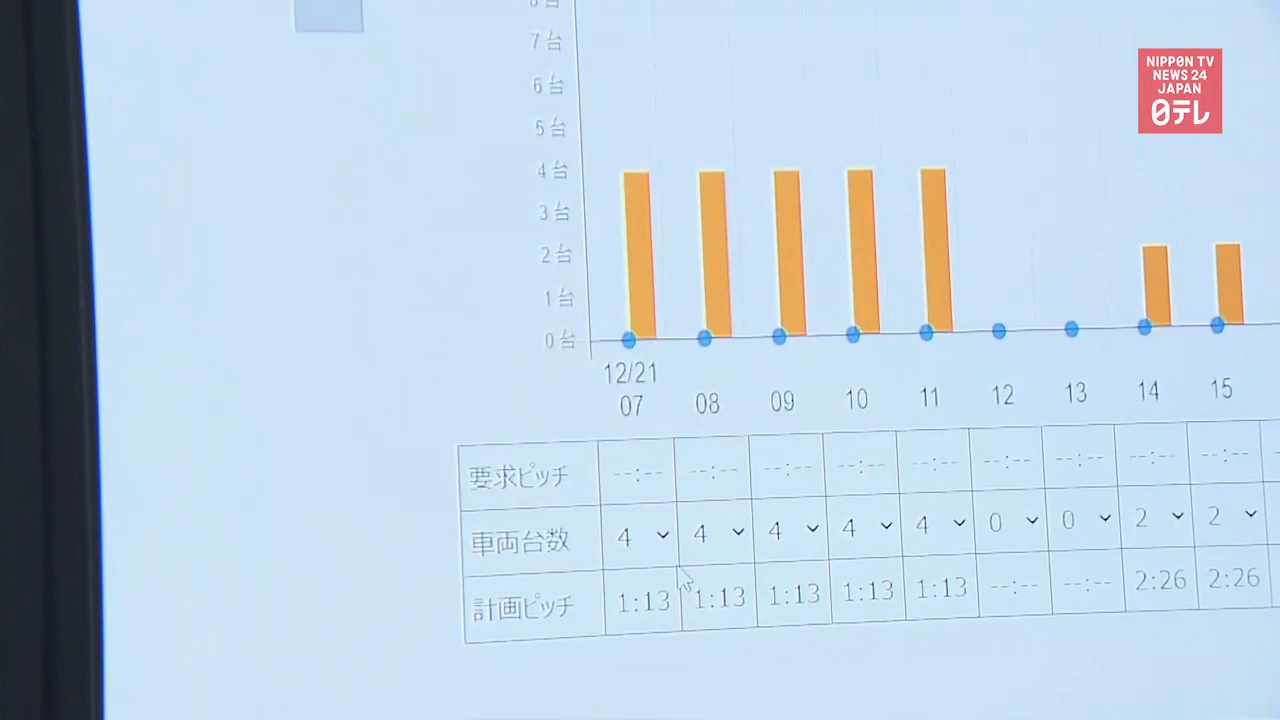 NIPPON TV
NEWS 24
JAPAN
日テレ
7台
6台
5台
4台
3台
2台
1台
0台
12/21
07 08 09 10 11 12 13 14 15
要求ピッチ --:-- --:-- --:-- --:-- --:-- --:-- --:-- --:-- --:--
車両台数 4 4 4 4 4 0 0 2 2
計画ピッチ 1:13 1:13 1:13 1:13 1:13 --:-- --:-- 2:26 2:26